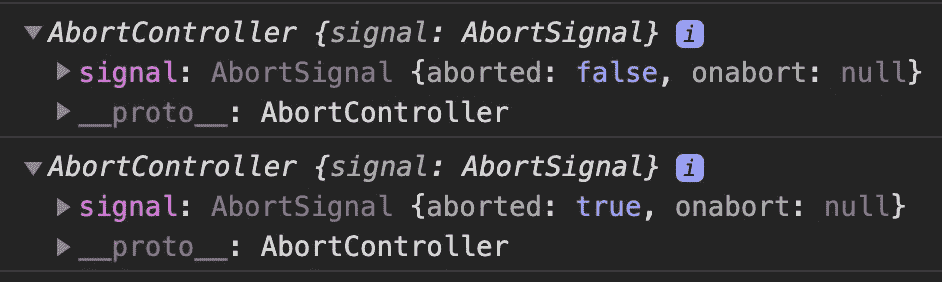 ▼AbortController {signal: AbortSignal} i
▶signal: AbortSignal {aborted: false, onabort: null}
▶__proto__: AbortController
▼AbortController {signal: AbortSignal} i
▶signal: AbortSignal {aborted: true, onabort: null}
▶__proto__: AbortController